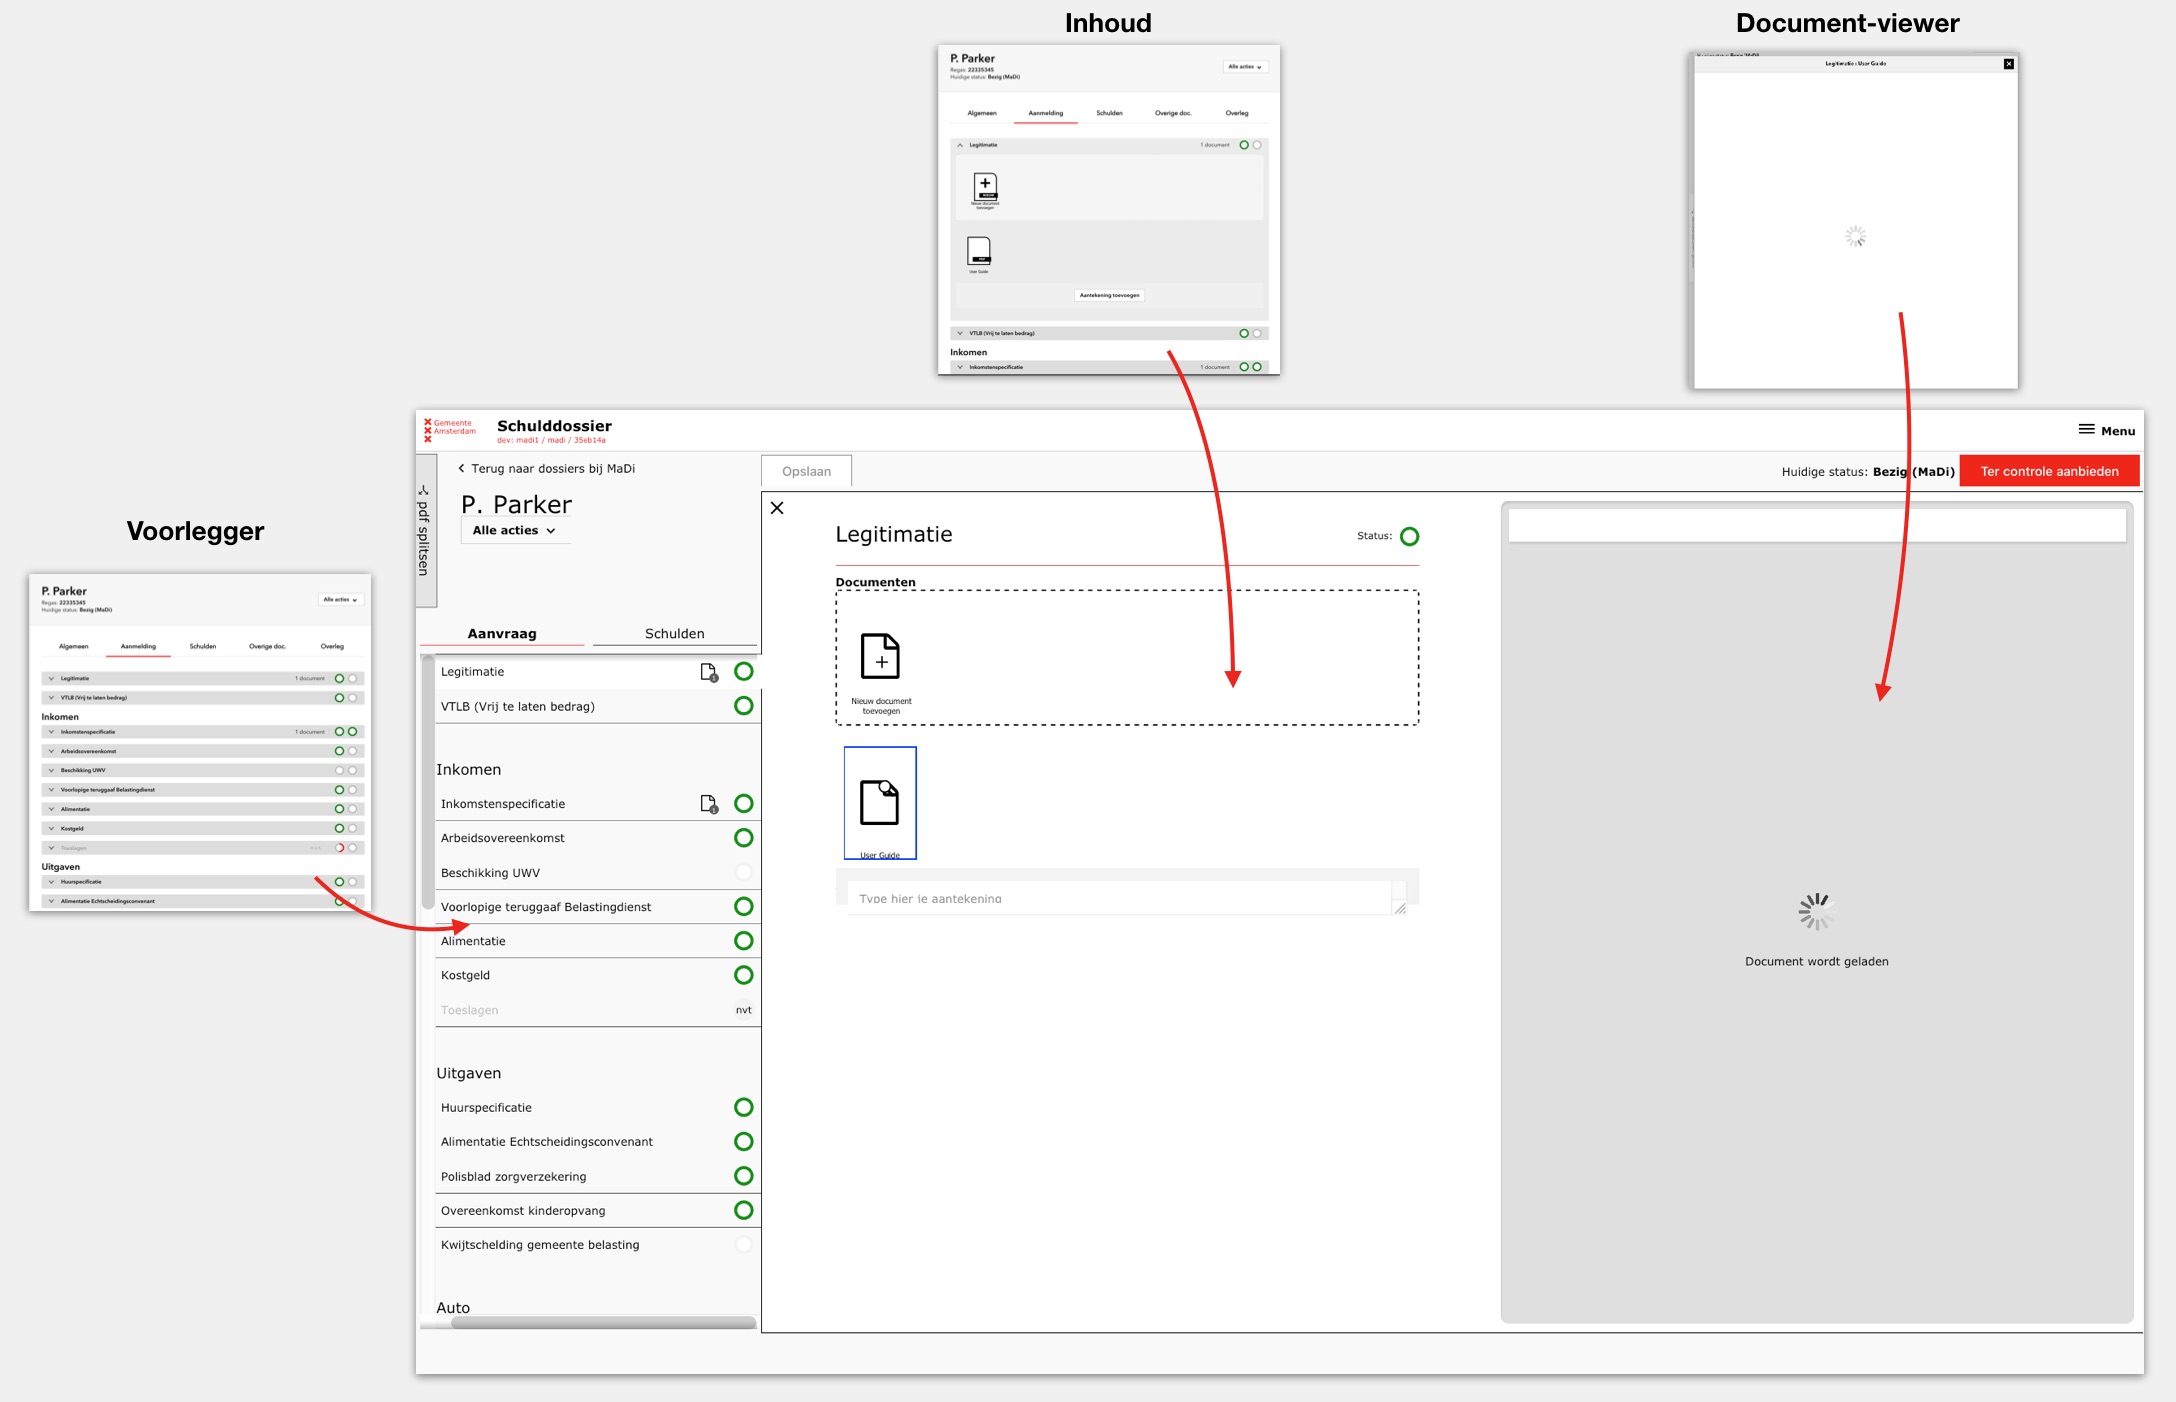 Inhoud
P. Parker
Regas: 22335345
Huidige status: Bezig (MaDi)
Alle acties
Algemeen
Aanmelding
Schulden
Overige doc.
Overleg
Legitimatie
1 document
Nieuw document
toevoegen
User Guide
Aantekening toevoegen
VTLB (Vrij te laten bedrag)
Inkomen
Inkomstenspecificatie
1 document
Document-viewer
Legitimatie : User Guide
Voorlegger
P. Parker
Regas: 22335345
Huidige status: Bezig (MaDi)
Alle acties
Algemeen
Aanmelding
Schulden
Overige doc.
Overleg
Legitimatie
1 document
VTLB (Vrij te laten bedrag)
Inkomen
Inkomstenspecificatie
1 document
Arbeidsovereenkomst
Beschikking UWV
Voorlopige teruggaaf Belastingdienst
Alimentatie
Kostgeld
Toeslagen
Uitgaven
Huurspecificatie
Alimentatie Echtscheidingsconvenant
Gemeente
Amsterdam
Schulddossier
dev: madi1 / madi / 35eb14a
Menu
pdf splitsen
Terug naar dossiers bij MaDi
P. Parker
Alle acties
Opslaan
Huidige status: Bezig (MaDi)
Ter controle aanbieden
Aanvraag
Schulden
Legitimatie
VTLB (Vrij te laten bedrag)
Inkomen
Inkomstenspecificatie
Arbeidsovereenkomst
Beschikking UWV
Voorlopige teruggaaf Belastingdienst
Alimentatie
Kostgeld
Toeslagen
nvt
Uitgaven
Huurspecificatie
Alimentatie Echtscheidingsconvenant
Polisblad zorgverzekering
Overeenkomst kinderopvang
Kwijtschelding gemeente belasting
Auto
Legitimatie
Status:
Documenten
Nieuw document
toevoegen
User Guide
Type hier je aantekening
Document wordt geladen